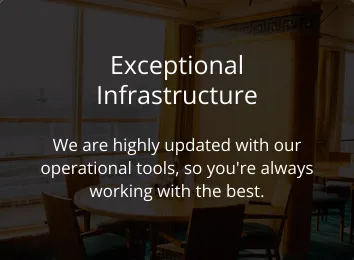 Exceptional
Infrastructure
We are highly updated with our
operational tools, so you're always
working with the best.